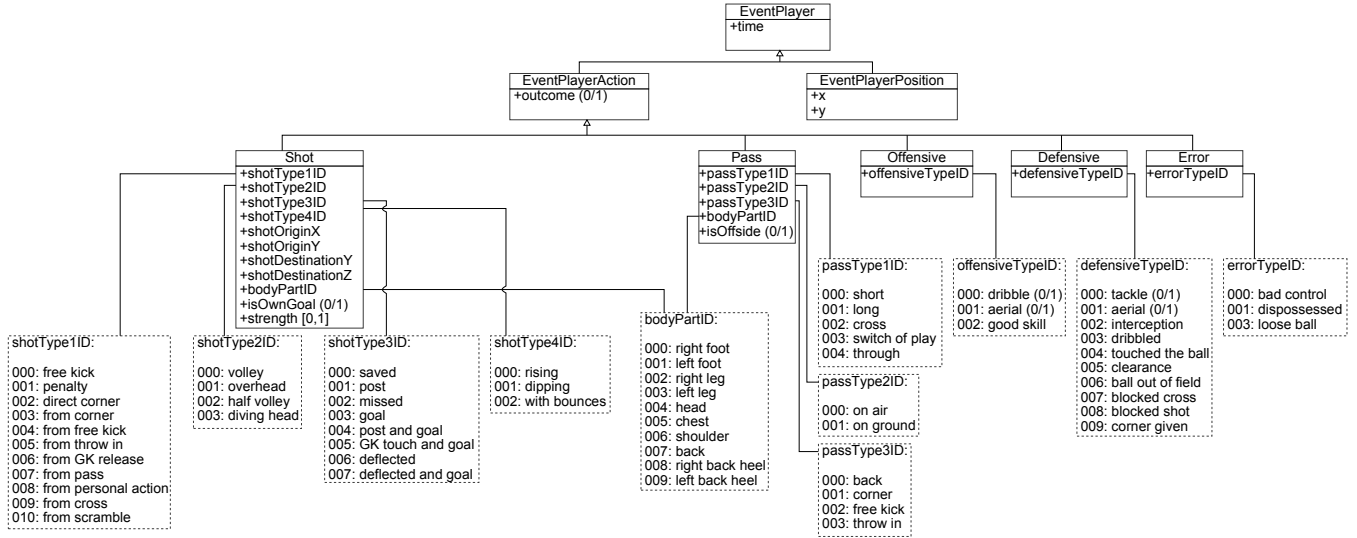 EventPlayer
+time
EventPlayerAction
+outcome (0/1)
EventPlayerPosition
+x
+y
Shot
+shotType1ID
+shotType2ID
+shotType3ID
+shotType4ID
+shotOriginX
+shotOriginY
+shotDestinationY
+shotDestinationZ
+bodyPartID
+isOwnGoal (0/1)
+strength [0,1]
Pass
+passType1ID
+passType2ID
+passType3ID
+bodyPartID
+isOffside (0/1)
Offensive
+offensiveTypeID
Defensive
+defensiveTypeID
Error
+errorTypeID
shotType1ID:
000: free kick
001: penalty
002: direct corner
003: from corner
004: from free kick
005: from throw in
006: from GK release
007: from pass
008: from personal action
009: from cross
010: from scramble
shotType2ID:
000: volley
001: overhead
002: half volley
003: diving head
shotType3ID:
000: saved
001: post
002: missed
003: goal
004: post and goal
005: GK touch and goal
006: deflected
007: deflected and goal
shotType4ID:
000: rising
001: dipping
002: with bounces
bodyPartID:
000: right foot
001: left foot
002: right leg
003: left leg
004: head
005: chest
006: shoulder
007: back
008: right back heel
009: left back heel
passType1ID:
000: short
001: long
002: cross
003: switch of play
004: through
passType2ID:
000: on air
001: on ground
passType3ID:
000: back
001: corner
002: free kick
003: throw in
offensiveTypeID:
000: dribble (0/1)
001: aerial (0/1)
002: good skill
defensiveTypeID:
000: tackle (0/1)
001: aerial (0/1)
002: interception
003: dribbled
004: touched the ball
005: clearance
006: ball out of field
007: blocked cross
008: blocked shot
009: corner given
errorTypeID:
000: bad control
001: dispossessed
003: loose ball